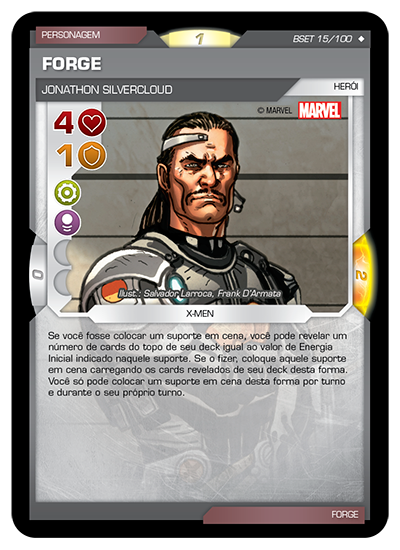 PERSONAGEM
1
BSET 15/100
FORGE
JONATHON SILVERCLOUD
HERÓI
4
© MARVEL MARVEL
1
0
2
Ilust.: Salvador Larroca, Frank D'Armata
X-MEN
Se você fosse colocar um suporte em cena, você pode revelar um
número de cards do topo de seu deck igual ao valor de Energia
Inicial indicado naquele suporte. Se o fizer, coloque aquele suporte
em cena carregando os cards revelados de seu deck desta forma.
Você só pode colocar um suporte em cena desta forma por turno
e durante o seu próprio turno.
FORGE